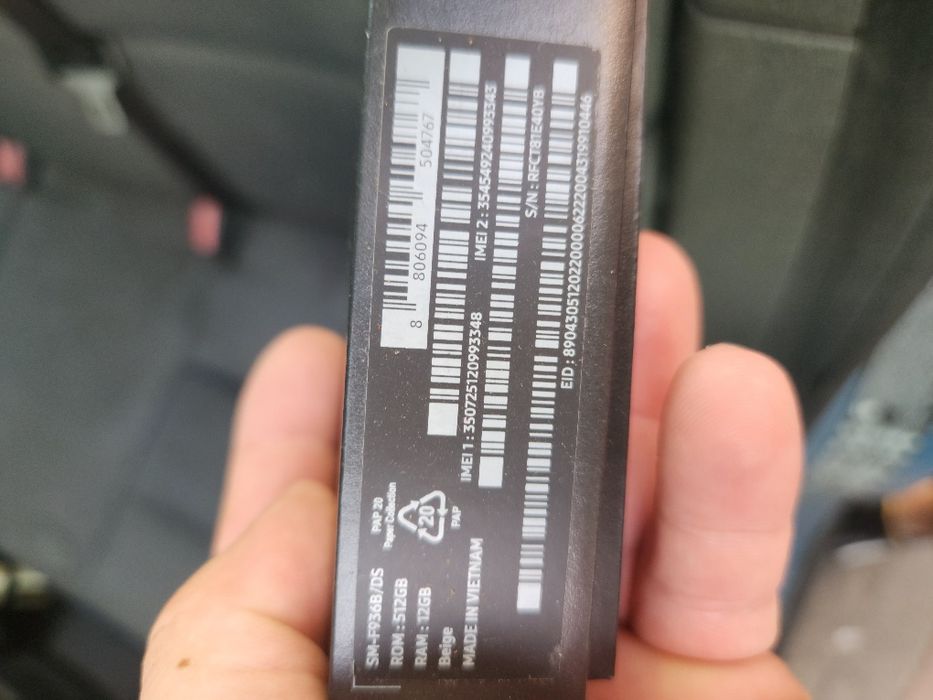 SM-F936B/DS
ROM : 512GB
RAM : 12GB
Beige
MADE IN VIETNAM
PAP 20
Paper Collection
20
PAP
8 806094 504767
IMEI 1 : 350725120993348
IMEI 2 : 354549240993343
S/N : RFCT81E40YB
EID : 89043051202200006222004319910446